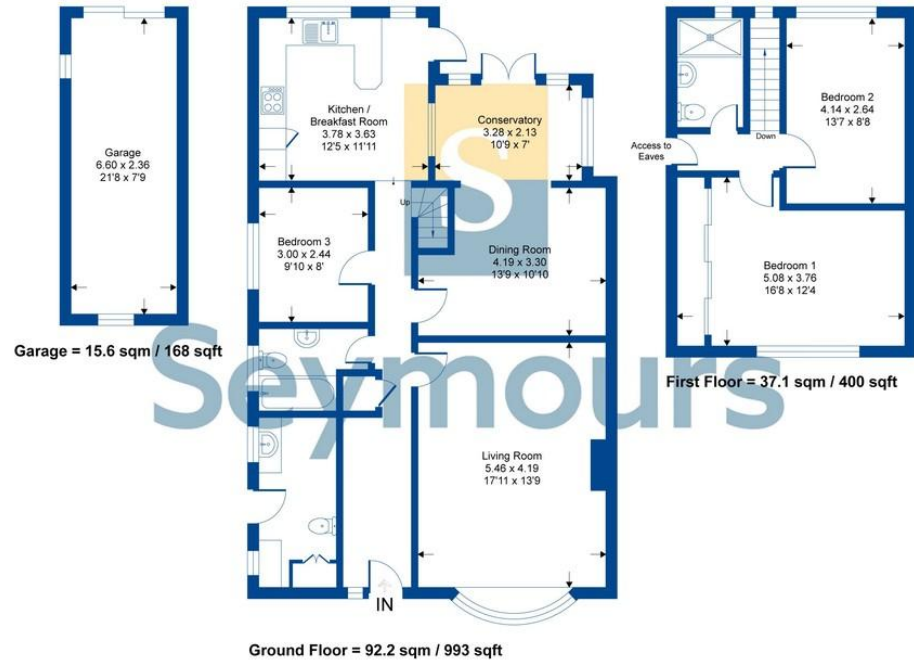 Garage
6.60 x 2.36
21'8 x 7'9
Garage = 15.6 sqm / 168 sqft
Kitchen /
Breakfast Room
3.78 x 3.63
12'5 x 11'11
Conservatory
3.28 x 2.13
10'9 x 7'
S
Up
Bedroom 3
3.00 x 2.44
9'10 x 8'
Dining Room
4.19 x 3.30
13'9 x 10'10
Living Room
5.46 x 4.19
17'11 x 13'9
IN
Ground Floor = 92.2 sqm / 993 sqft
Bedroom 2
4.14 x 2.64
13'7 x 8'8
Down
Access to
Eaves
Bedroom 1
5.08 x 3.76
16'8 x 12'4
First Floor = 37.1 sqm / 400 sqft
Seymours